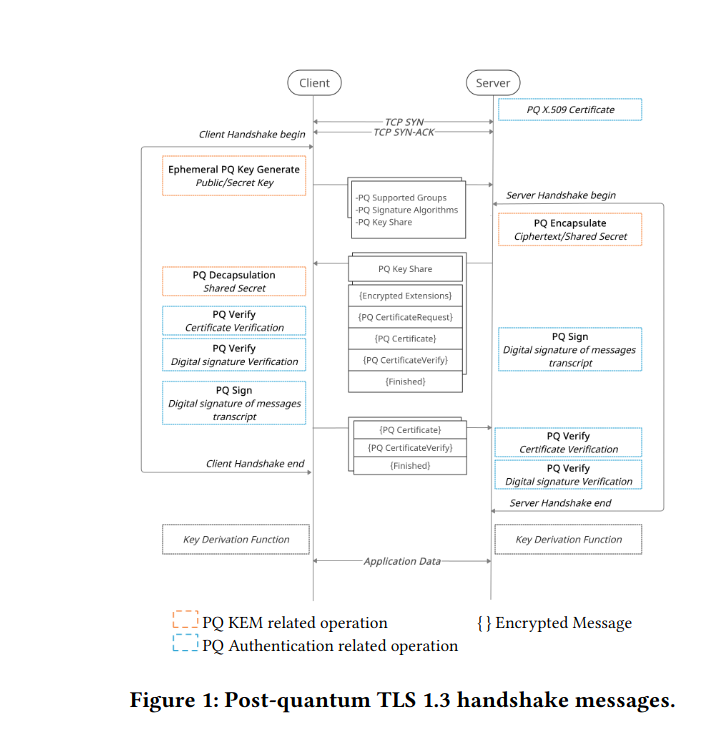 Client
Server
PQ X.509 Certificate
TCP SYN
TCP SYN-ACK
Client Handshake begin
Ephemeral PQ Key Generate
Public/Secret Key
-PQ Supported Groups
-PQ Signature Algorithms
-PQ Key Share
Server Handshake begin
PQ Encapsulate
Ciphertext/Shared Secret
PQ Key Share
PQ Decapsulation
Shared Secret
{Encrypted Extensions}
{PQ CertificateRequest}
{PQ Certificate}
{PQ CertificateVerify}
{Finished}
PQ Verify
Certificate Verification
PQ Verify
Digital signature Verification
PQ Sign
Digital signature of messages
transcript
PQ Sign
Digital signature of messages
transcript
{PQ Certificate}
{PQ CertificateVerify}
{Finished}
PQ Verify
Certificate Verification
PQ Verify
Digital signature Verification
Client Handshake end
Server Handshake end
Key Derivation Function
Key Derivation Function
Application Data
PQ KEM related operation
{ } Encrypted Message
PQ Authentication related operation
Figure 1: Post-quantum TLS 1.3 handshake messages.